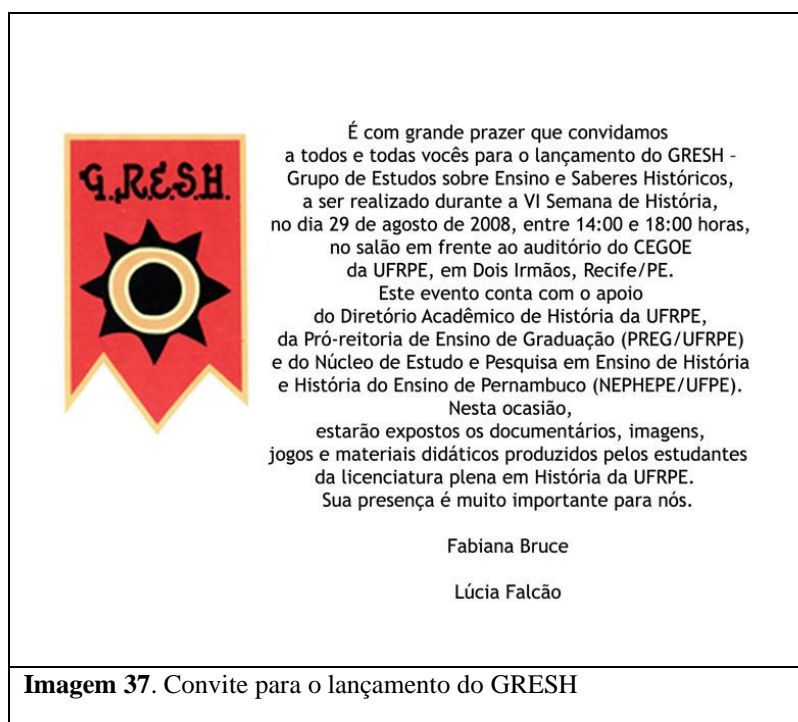 G.R.E.S.H.
É com grande prazer que convidamos
a todos e todas vocês para o lançamento do GRESH –
Grupo de Estudos sobre Ensino e Saberes Históricos,
a ser realizado durante a VI Semana de História,
no dia 29 de agosto de 2008, entre 14:00 e 18:00 horas,
no salão em frente ao auditório do CEGOE
da UFRPE, em Dois Irmãos, Recife/PE.
Este evento conta com o apoio
do Diretório Acadêmico de História da UFRPE,
da Pró-reitoria de Ensino de Graduação (PREG/UFRPE)
e do Núcleo de Estudo e Pesquisa em Ensino de História
e História do Ensino de Pernambuco (NEPHEPE/UFPE).
Nesta ocasião,
estarão expostos os documentários, imagens,
jogos e materiais didáticos produzidos pelos estudantes
da licenciatura plena em História da UFRPE.
Sua presença é muito importante para nós.
Fabiana Bruce
Lúcia Falcão
Imagem 37. Convite para o lançamento do GRESH